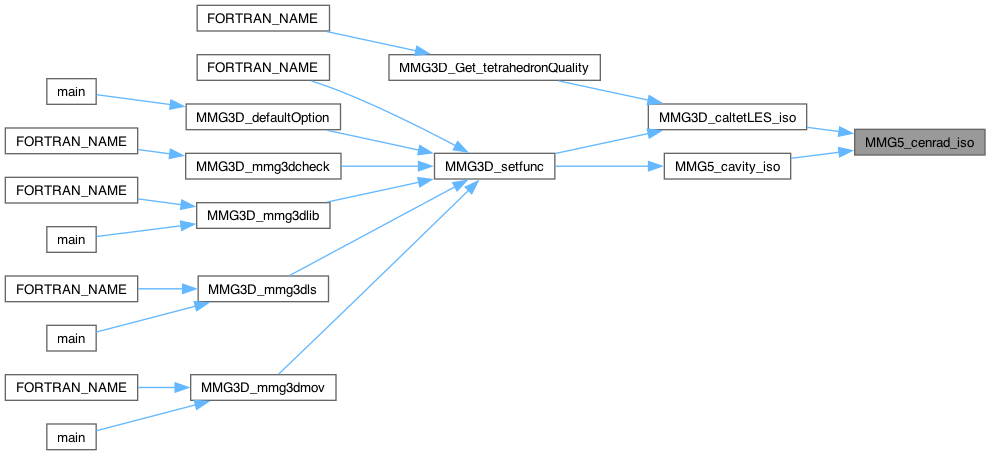 FORTRAN_NAME
FORTRAN_NAME
MMG3D_Get_tetrahedronQuality
main
MMG3D_defaultOption
MMG3D_caltetLES_iso
FORTRAN_NAME
MMG3D_mmg3dcheck
MMG3D_setfunc
MMG5_cavity_iso
MMG5_cenrad_iso
FORTRAN_NAME
MMG3D_mmg3dlib
main
FORTRAN_NAME
MMG3D_mmg3dls
main
FORTRAN_NAME
MMG3D_mmg3dmov
main